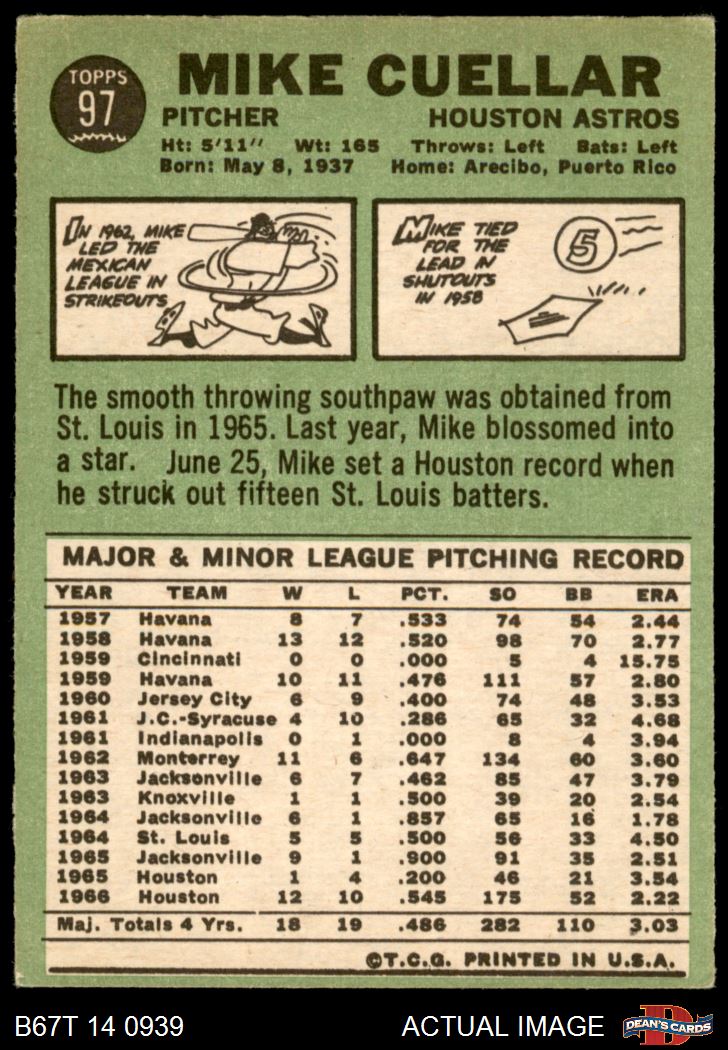 TOPPS
97
MIKE CUELLAR
PITCHER HOUSTON ASTROS
Ht: 5'11" Wt: 165 Throws: Left Bats: Left
Born: May 8, 1937 Home: Arecibo, Puerto Rico
IN 1962, MIKE
LED THE
MEXICAN
LEAGUE IN
STRIKEOUTS
MIKE TIED
FOR THE
LEAD IN
SHUTOUTS
IN 1958
5
The smooth throwing southpaw was obtained from
St. Louis in 1965. Last year, Mike blossomed into
a star. June 25, Mike set a Houston record when
he struck out fifteen St. Louis batters.
MAJOR & MINOR LEAGUE PITCHING RECORD
YEAR TEAM W L PCT. SO BB ERA
1957 Havana 8 7 .533 74 54 2.44
1958 Havana 13 12 .520 98 70 2.77
1959 Cincinnati 0 0 .000 5 4 15.75
1959 Havana 10 11 .476 111 57 2.80
1960 Jersey City 6 9 .400 74 48 3.53
1961 J.C.-Syracuse 4 10 .286 65 32 4.68
1961 Indianapolis 0 1 .000 8 4 3.94
1962 Monterrey 11 6 .647 134 60 3.60
1963 Jacksonville 6 7 .462 85 47 3.79
1963 Knoxville 1 1 .500 39 20 2.54
1964 Jacksonville 6 1 .857 65 16 1.78
1964 St. Louis 5 5 .500 56 33 4.50
1965 Jacksonville 9 1 .900 91 35 2.51
1965 Houston 1 4 .200 46 21 3.54
1966 Houston 12 10 .545 175 52 2.22
Maj. Totals 4 Yrs. 18 19 .486 282 110 3.03
©T.C.G. PRINTED IN U.S.A.
B67T 14 0939 ACTUAL IMAGE
D
DEAN'S CARDS